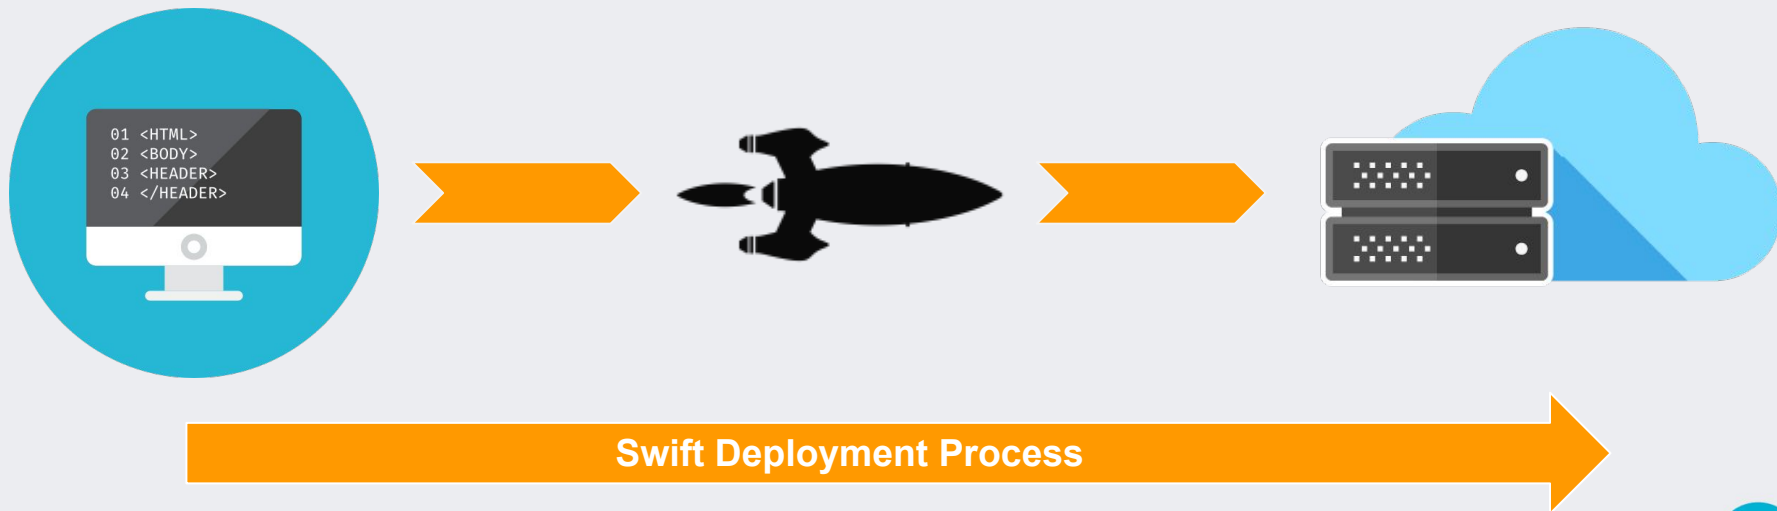 01 <HTML>
02 <BODY>
03 <HEADER>
04 </HEADER>
Swift Deployment Process